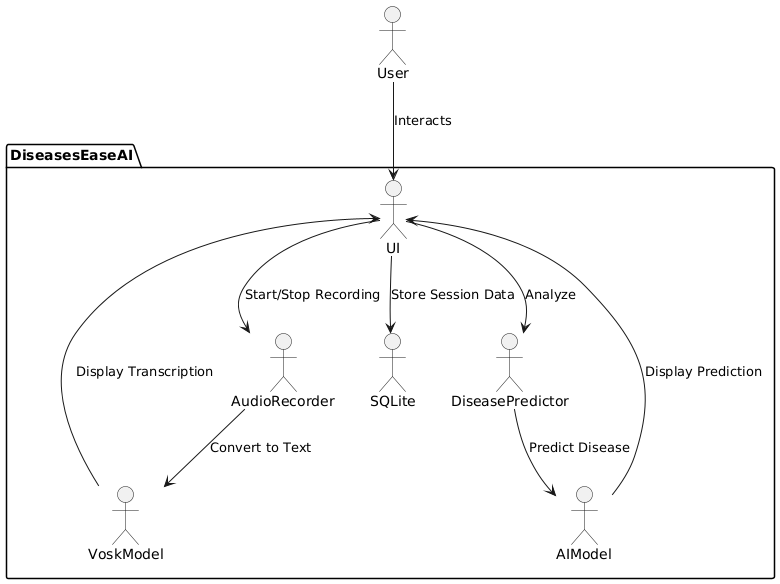 User
Interacts
DiseasesEaseAI
UI
Start/Stop Recording
Store Session Data
Analyze
Display Transcription
Display Prediction
AudioRecorder
SQLite
DiseasePredictor
Convert to Text
Predict Disease
VoskModel
AIModel